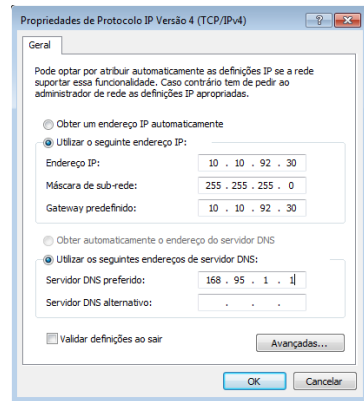 Propriedades de Protocolo IP Versão 4 (TCP/IPv4)
Geral
Pode optar por atribuir automaticamente as definições IP se a rede
suportar essa funcionalidade. Caso contrário tem de pedir ao
administrador de rede as definições IP apropriadas.
Obter um endereço IP automaticamente
Utilizar o seguinte endereço IP:
Endereço IP: 10 . 10 . 92 . 30
Máscara de sub-rede: 255 . 255 . 255 . 0
Gateway predefinido: 10 . 10 . 92 . 30
Obter automaticamente o endereço do servidor DNS
Utilizar os seguintes endereços de servidor DNS:
Servidor DNS preferido: 168 . 95 . 1 . 1
Servidor DNS alternativo: . . .
Validar definições ao sair
Avançadas...
OK Cancelar